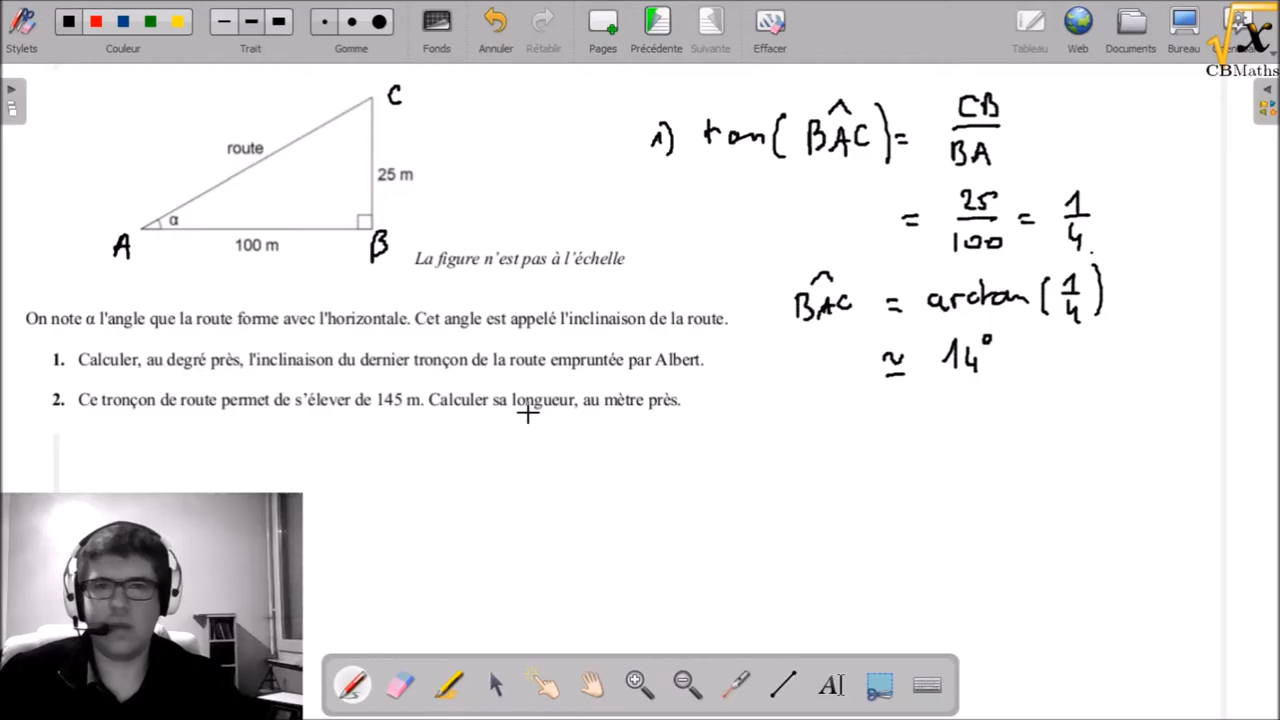 Stylets
Couleur
Trait
Gomme
Fonds
Annuler
Rétablir
Pages
Précédente
Suivante
Effacer
Tableau
Web
Documents
Bureau
√x
CBMaths
C
route
25 m
α
A
100 m
B
La figure n'est pas à l'échelle
1) tan(BAC) = CB/BA
= 25/100 = 1/4
BAC = arctan(1/4)
≃ 14°
On note α l'angle que la route forme avec l'horizontale. Cet angle est appelé l'inclinaison de la route.
1. Calculer, au degré près, l'inclinaison du dernier tronçon de la route empruntée par Albert.
2. Ce tronçon de route permet de s'élever de 145 m. Calculer sa longueur, au mètre près.
AI